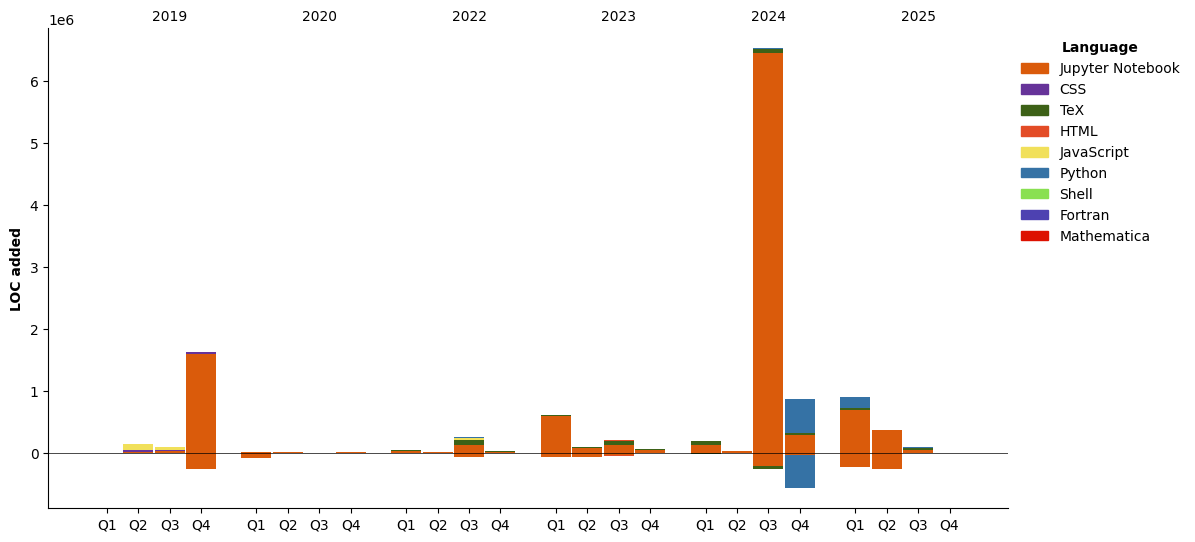 2019 2020 2022 2023 2024 2025
1e6
Language
Jupyter Notebook
CSS
TeX
HTML
JavaScript
Python
Shell
Fortran
Mathematica
LOC added
6
5
4
3
2
1
0
Q1 Q2 Q3 Q4 Q1 Q2 Q3 Q4 Q1 Q2 Q3 Q4 Q1 Q2 Q3 Q4 Q1 Q2 Q3 Q4 Q1 Q2 Q3 Q4